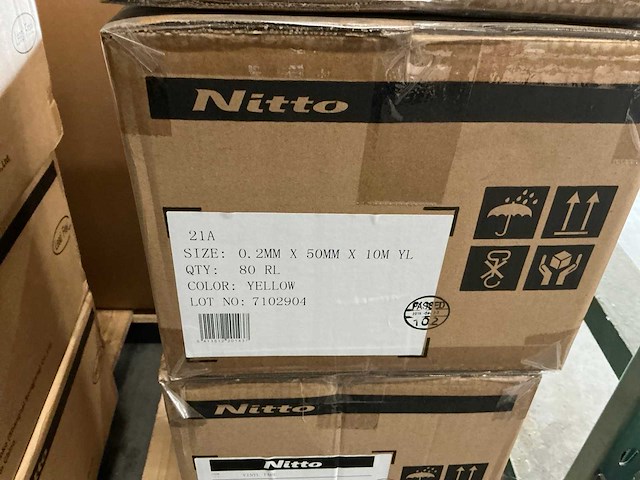 Nitto
21A
SIZE: 0.2MM X 50MM X 10M YL
QTY: 80 RL
COLOR: YELLOW
LOT NO: 7102904
PASSED
102
Nitto
Nitto